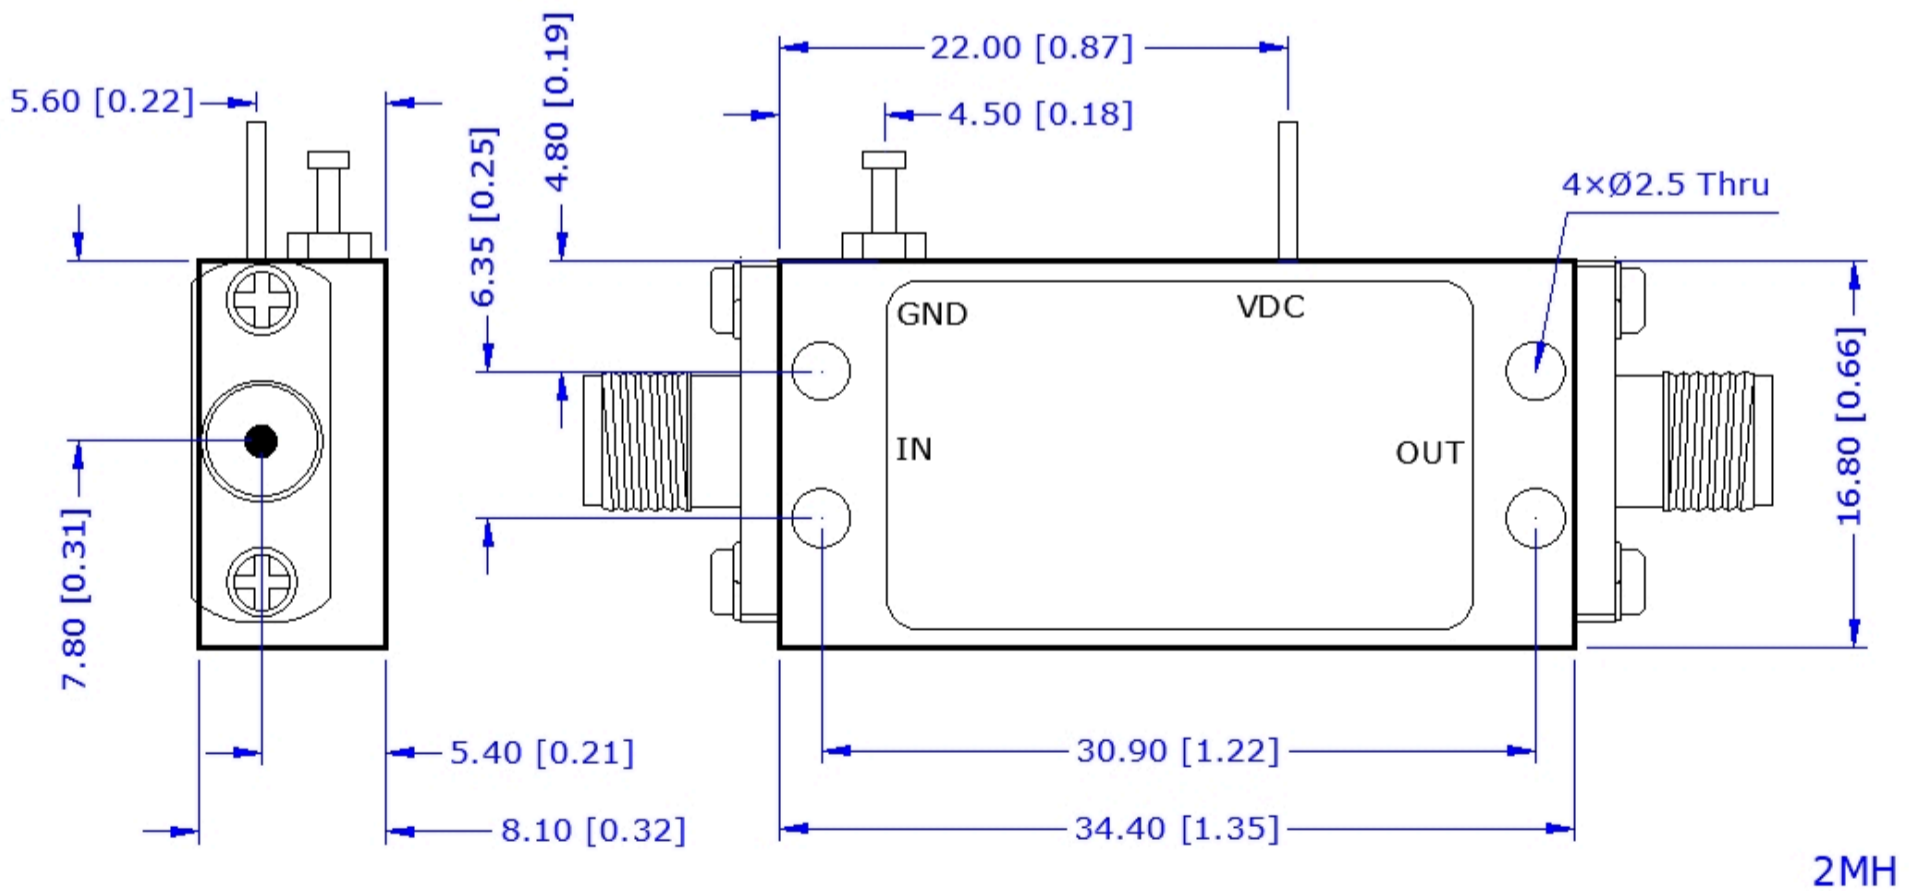 22.00 [0.87]
5.60 [0.22]
4.80 [0.19]
4.50 [0.18]
6.35 [0.25]
4×Ø2.5 Thru
GND
VDC
IN
OUT
16.80 [0.66]
7.80 [0.31]
5.40 [0.21]
30.90 [1.22]
8.10 [0.32]
34.40 [1.35]
2MH